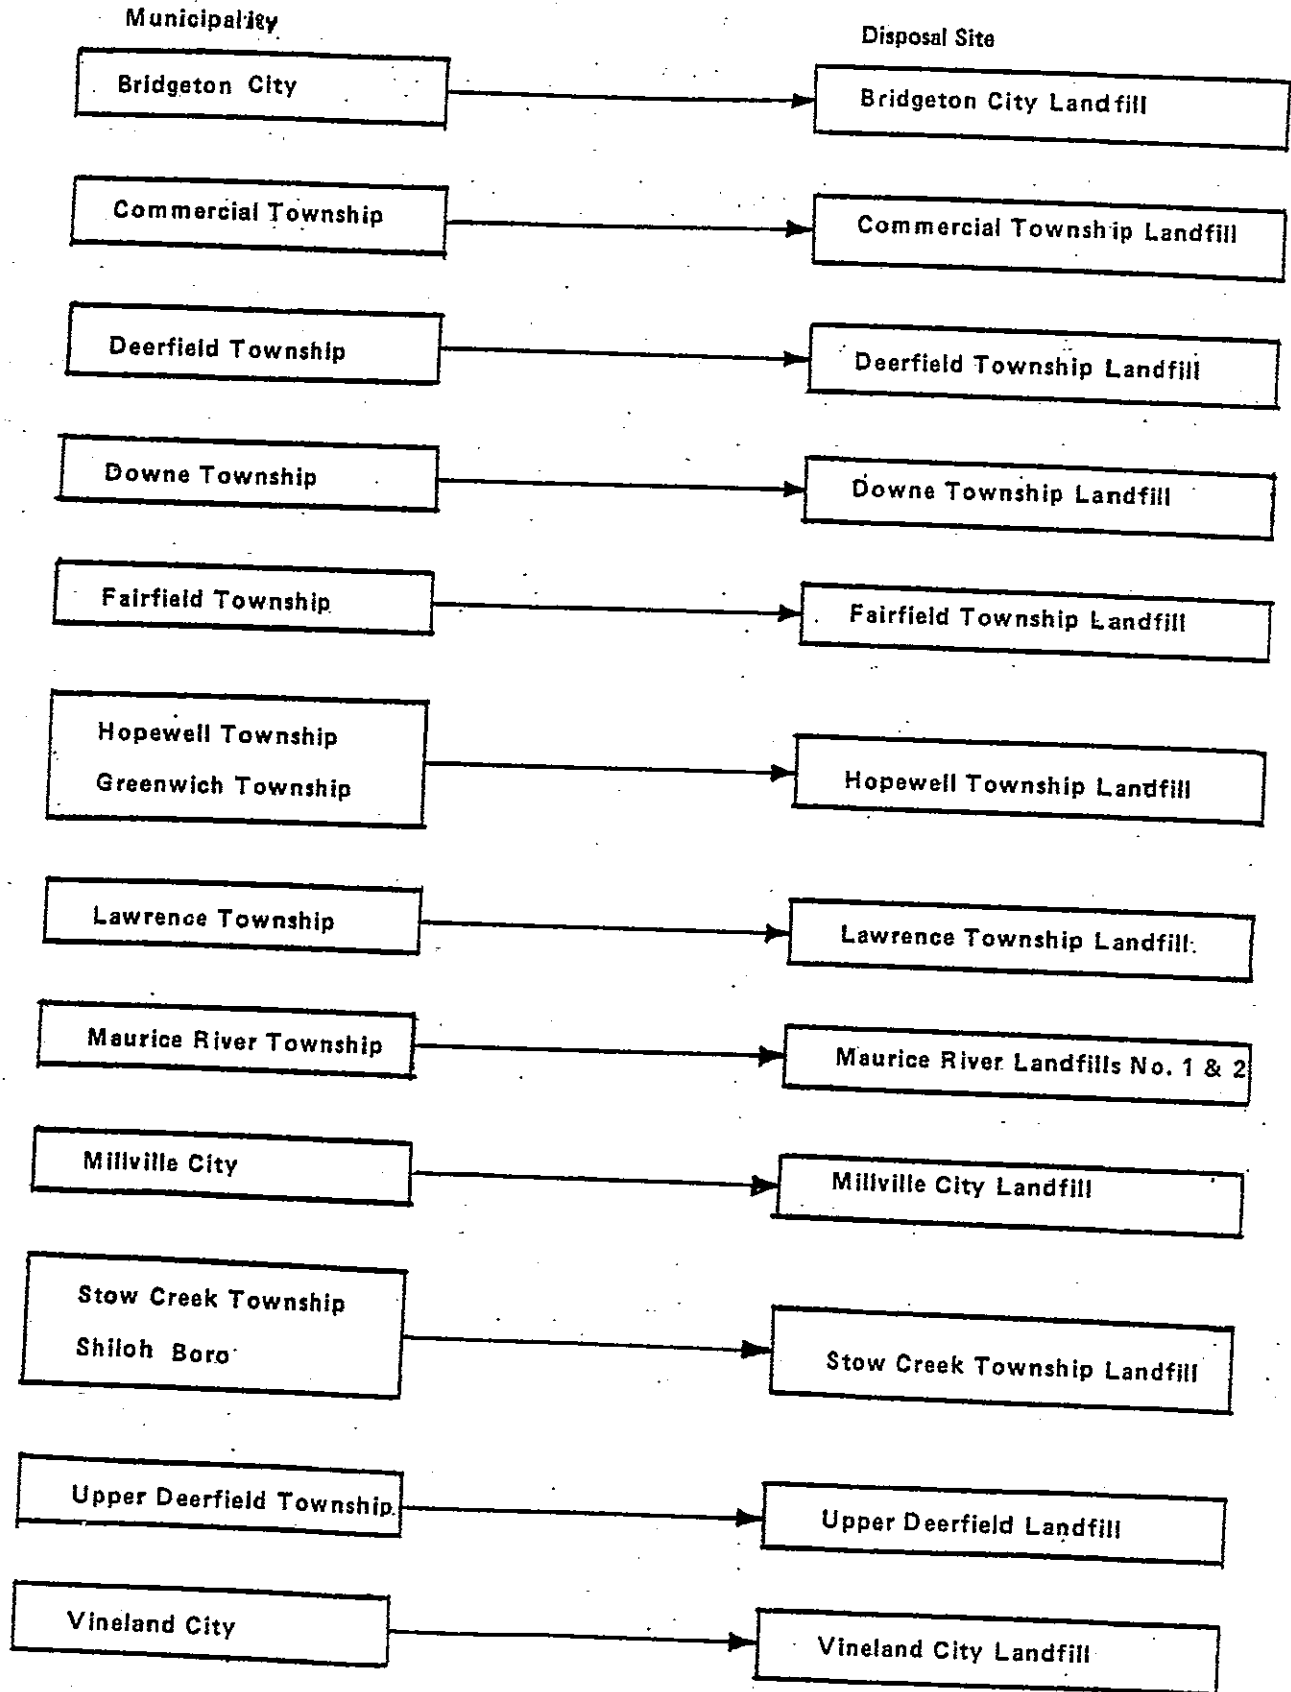 Municipality
Disposal Site
Bridgeton City
Bridgeton City Landfill
Commercial Township
Commercial Township Landfill
Deerfield Township
Deerfield Township Landfill
Downe Township
Downe Township Landfill
Fairfield Township
Fairfield Township Landfill
Hopewell Township
Greenwich Township
Hopewell Township Landfill
Lawrence Township
Lawrence Township Landfill
Maurice River Township
Maurice River Landfills No. 1 & 2
Millville City
Millville City Landfill
Stow Creek Township
Shiloh Boro
Stow Creek Township Landfill
Upper Deerfield Township
Upper Deerfield Landfill
Vineland City
Vineland City Landfill